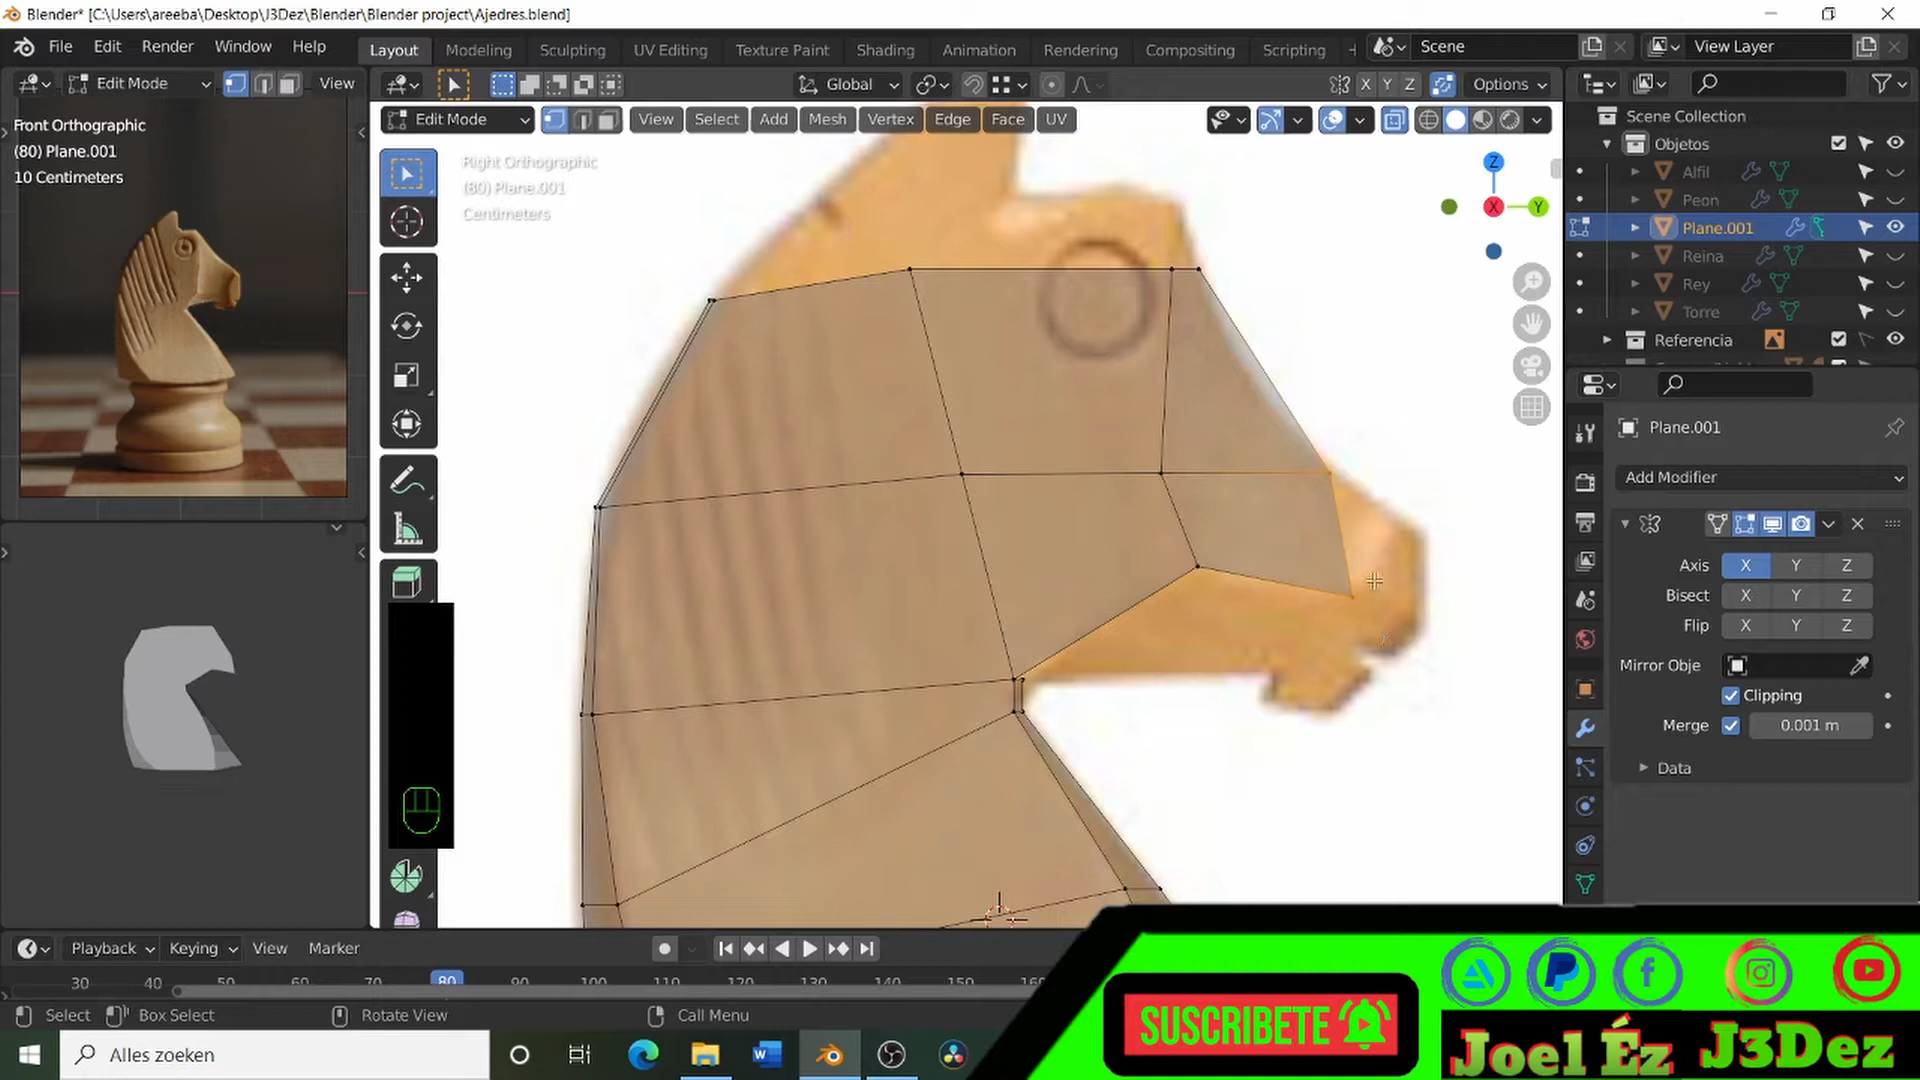 Blender* [C:\Users\areeba\Desktop\J3Dez\Blender\Blender project\Ajedres.blend]
File Edit Render Window Help
Layout Modeling Sculpting UV Editing Texture Paint Shading Animation Rendering Compositing Scripting
Scene
View Layer
Edit Mode
View
Global
X Y Z
Options
Edit Mode
View Select Add Mesh Vertex Edge Face UV
Front Orthographic
(80) Plane.001
10 Centimeters
Right Orthographic
(80) Plane.001
Centimeters
Z
X
Y
Scene Collection
Objetos
Alfil
Peon
Plane.001
Reina
Rey
Torre
Referencia
Plane.001
Add Modifier
Axis X Y Z
Bisect X Y Z
Flip X Y Z
Mirror Obje
Clipping
Merge 0.001 m
Data
Playback Keying View Marker
30 40 50 60 70 80 90 100 110 120 130 140 150 160
Select Box Select Rotate View Call Menu
SUSCRIBETE
Joel Éz J3Dez
Alles zoeken